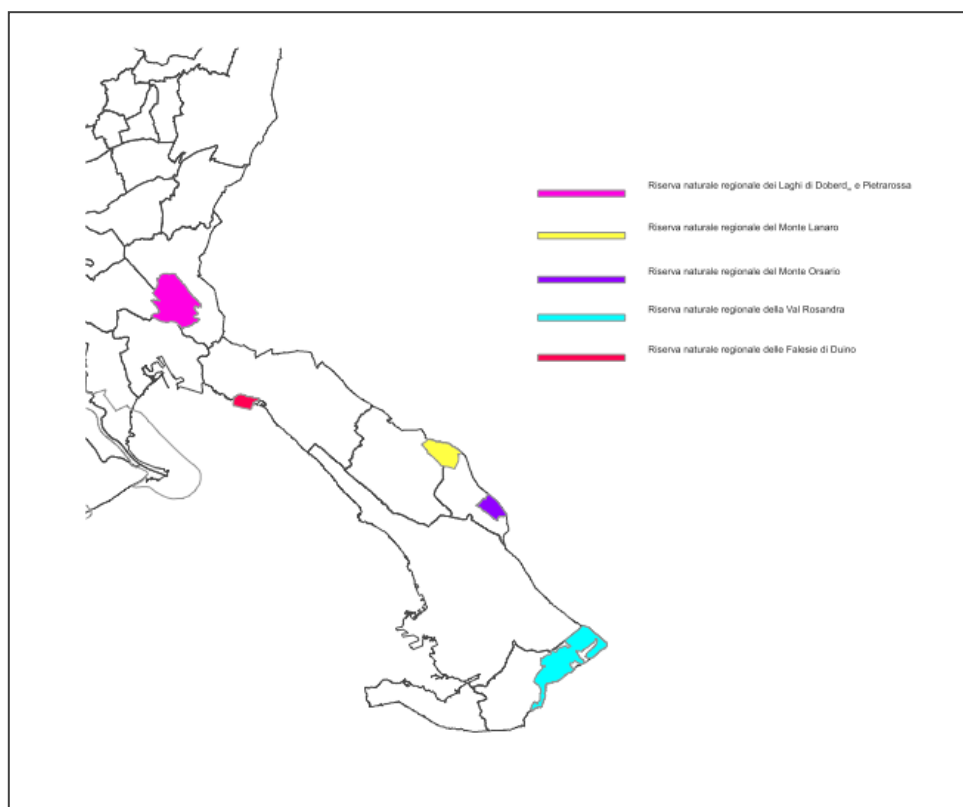 Riserva naturale regionale dei Laghi di Doberd„ e Pietrarossa
Riserva naturale regionale del Monte Lanaro
Riserva naturale regionale del Monte Orsario
Riserva naturale regionale della Val Rosandra
Riserva naturale regionale delle Falesie di Duino